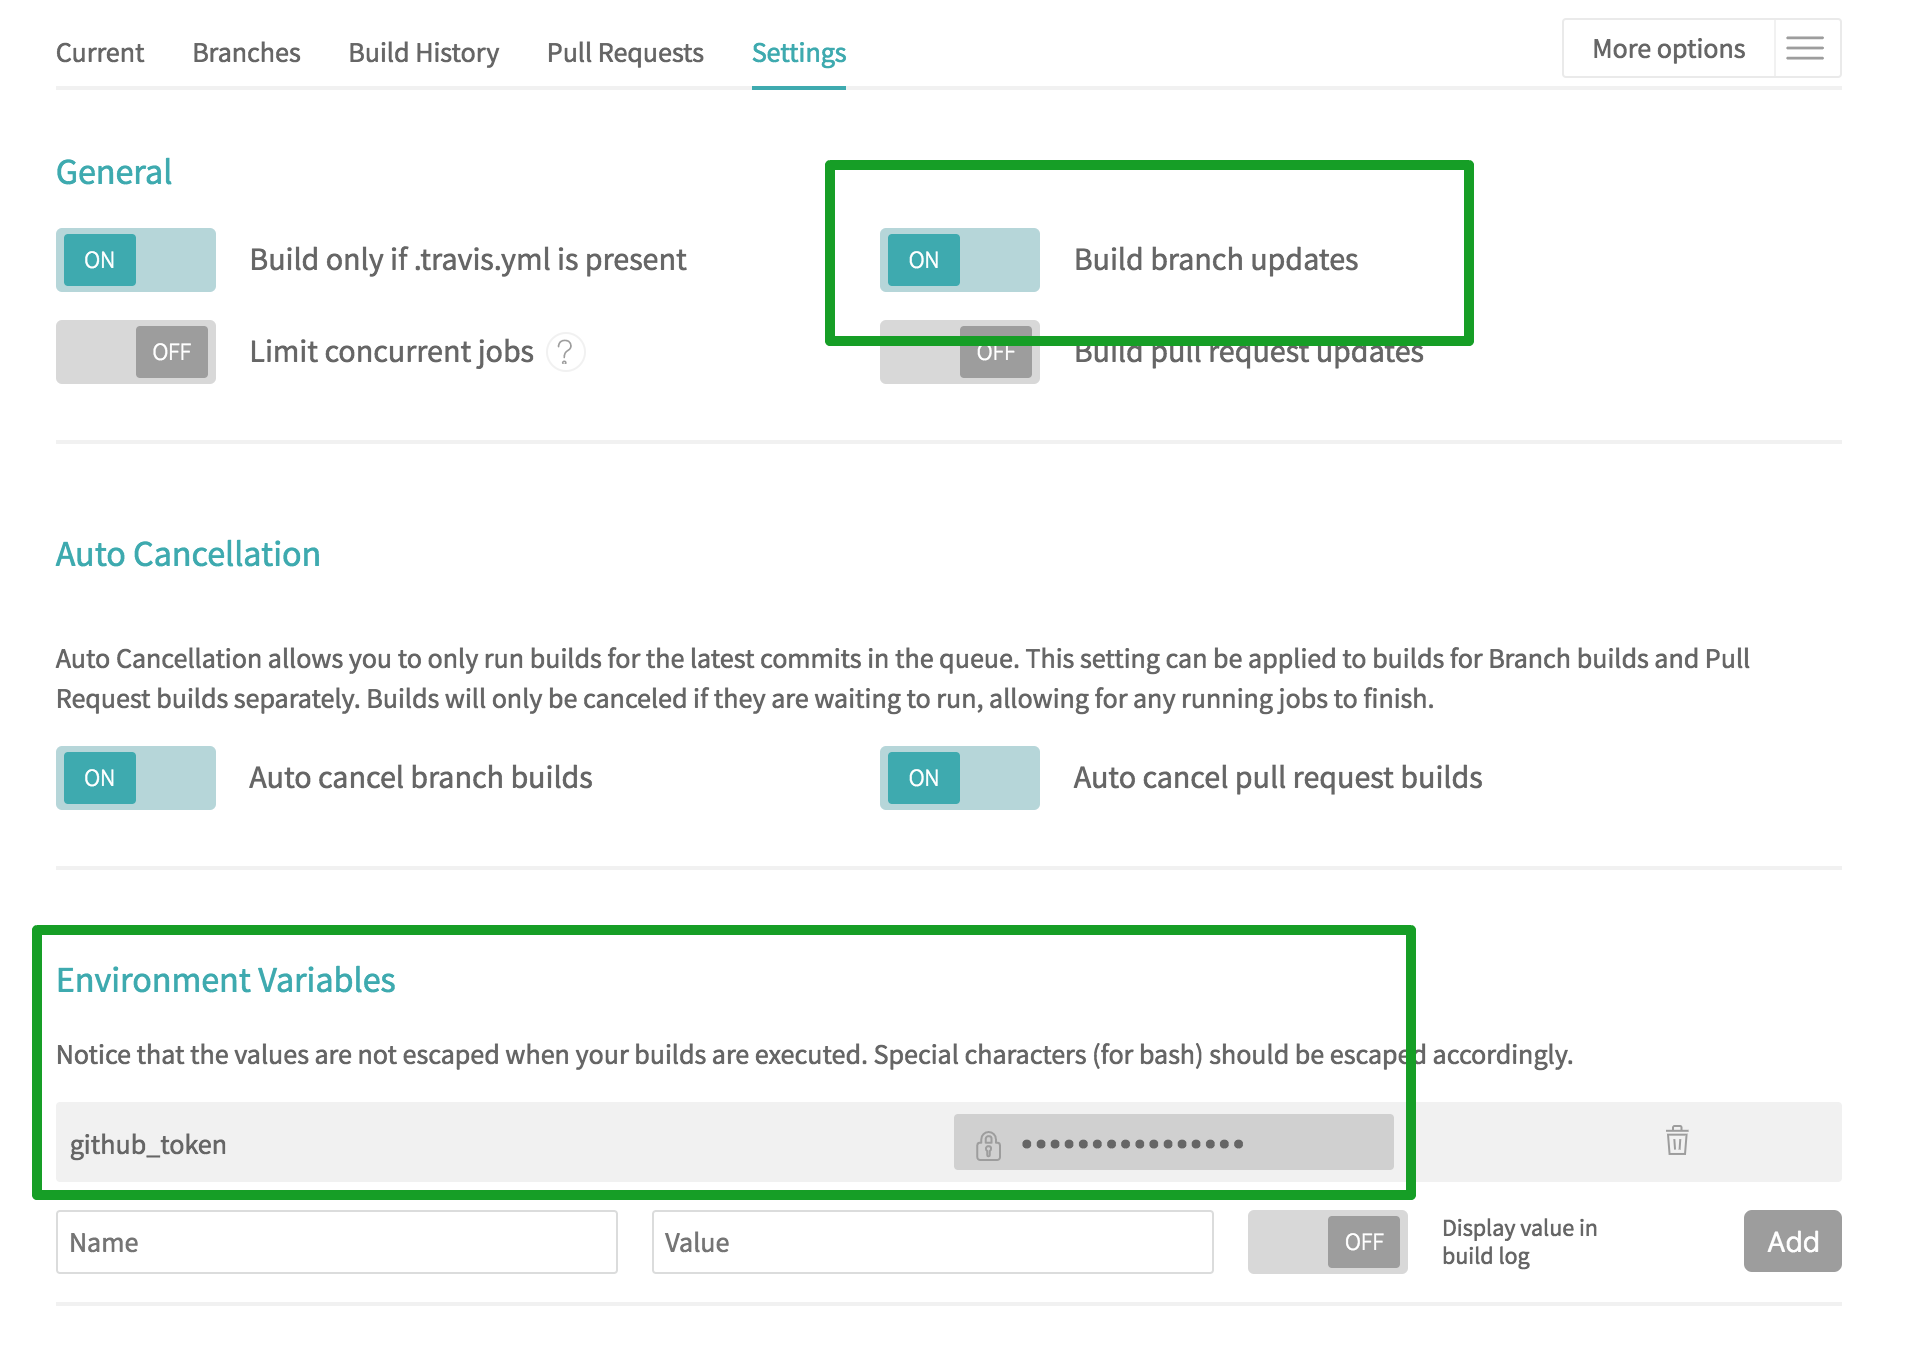 Current Branches Build History Pull Requests Settings More options
General
ON Build only if .travis.yml is present ON Build branch updates
OFF Limit concurrent jobs ? OFF Build pull request updates
Auto Cancellation
Auto Cancellation allows you to only run builds for the latest commits in the queue. This setting can be applied to builds for Branch builds and Pull
Request builds separately. Builds will only be canceled if they are waiting to run, allowing for any running jobs to finish.
ON Auto cancel branch builds ON Auto cancel pull request builds
Environment Variables
Notice that the values are not escaped when your builds are executed. Special characters (for bash) should be escaped accordingly.
github_token ••••••••••••••••
Name Value OFF Display value in
build log Add